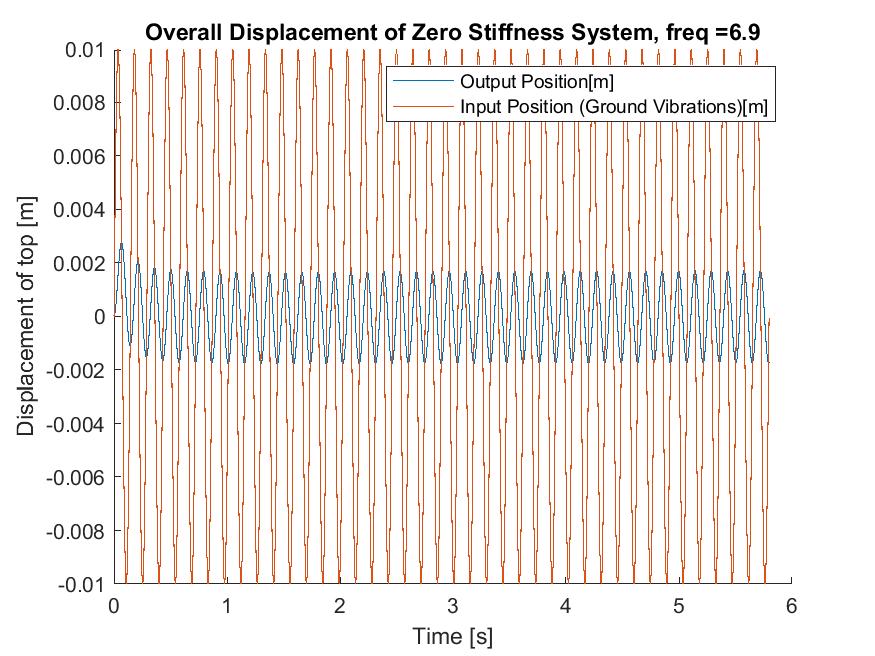 Overall Displacement of Zero Stiffness System, freq =6.9
Output Position[m]
Input Position (Ground Vibrations)[m]
Displacement of top [m]
0.01
0.008
0.006
0.004
0.002
0
-0.002
-0.004
-0.006
-0.008
-0.01
0 1 2 3 4 5 6
Time [s]